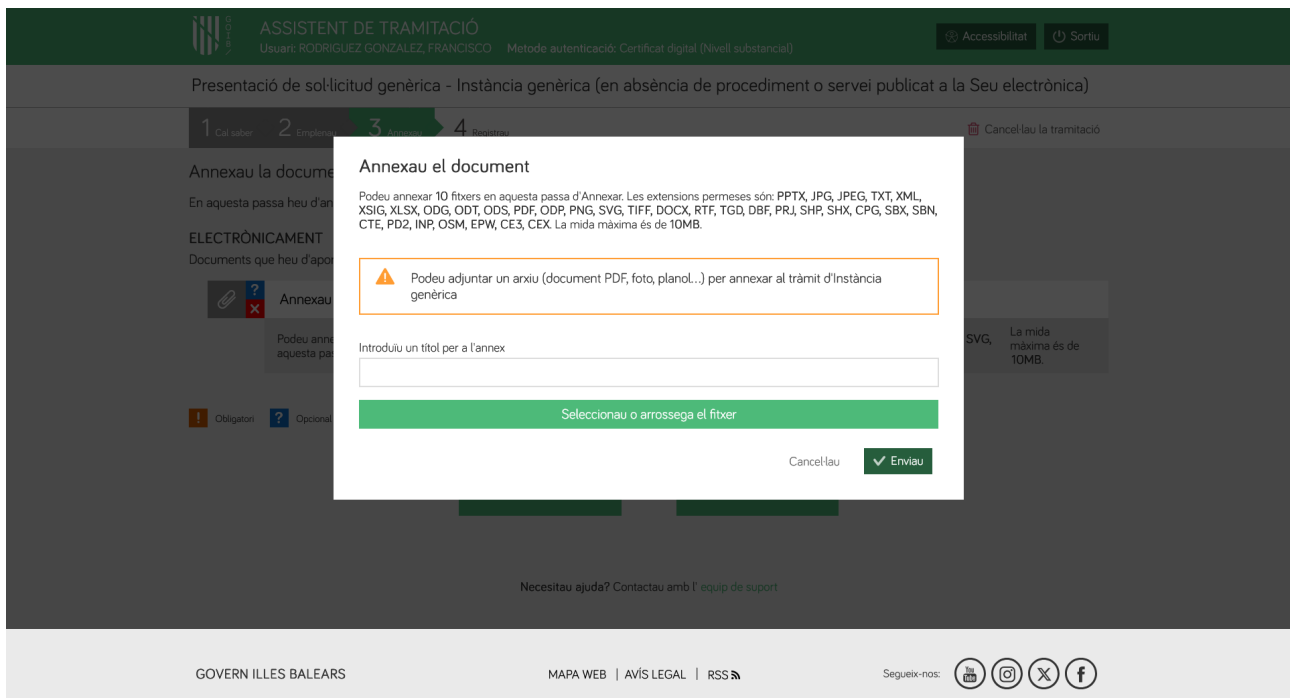 GOIB
ASSISTENT DE TRAMITACIÓ
Usuari: RODRIGUEZ GONZALEZ, FRANCISCO Metode autenticació: Certificat digital (Nivell substancial)
Accessibilitat
Sortiu
Presentació de sol·licitud genèrica - Instància genèrica (en absència de procediment o servei publicat a la Seu electrònica)
1 Cal saber 2 Emplenau 3 Annexau 4 Registrau
Cancel·lau la tramitació
Annexau la docume
En aquesta passa heu d'an
ELECTRÒNICAMENT
Documents que heu d'apor
? Annexau
X
Podeu anne
aquesta pas
SVG,
La mida
màxima és de
10MB.
! Obligatori ? Opcional
Annexau el document
Podeu annexar 10 fitxers en aquesta passa d'Annexar. Les extensions permeses són: PPTX, JPG, JPEG, TXT, XML,
XSIG, XLSX, ODG, ODT, ODS, PDF, ODP, PNG, SVG, TIFF, DOCX, RTF, TGD, DBF, PRJ, SHP, SHX, CPG, SBX, SBN,
CTE, PD2, INP, OSM, EPW, CE3, CEX. La mida màxima és de 10MB.
Podeu adjuntar un arxiu (document PDF, foto, planol...) per annexar al tràmit d'Instància
genèrica
Introduïu un títol per a l'annex
Seleccionau o arrossega el fitxer
Cancel·lau
Enviau
Necesitau ajuda? Contactau amb l' equip de suport
GOVERN ILLES BALEARS
MAPA WEB | AVÍS LEGAL | RSS
Segueix-nos:
You
Tube